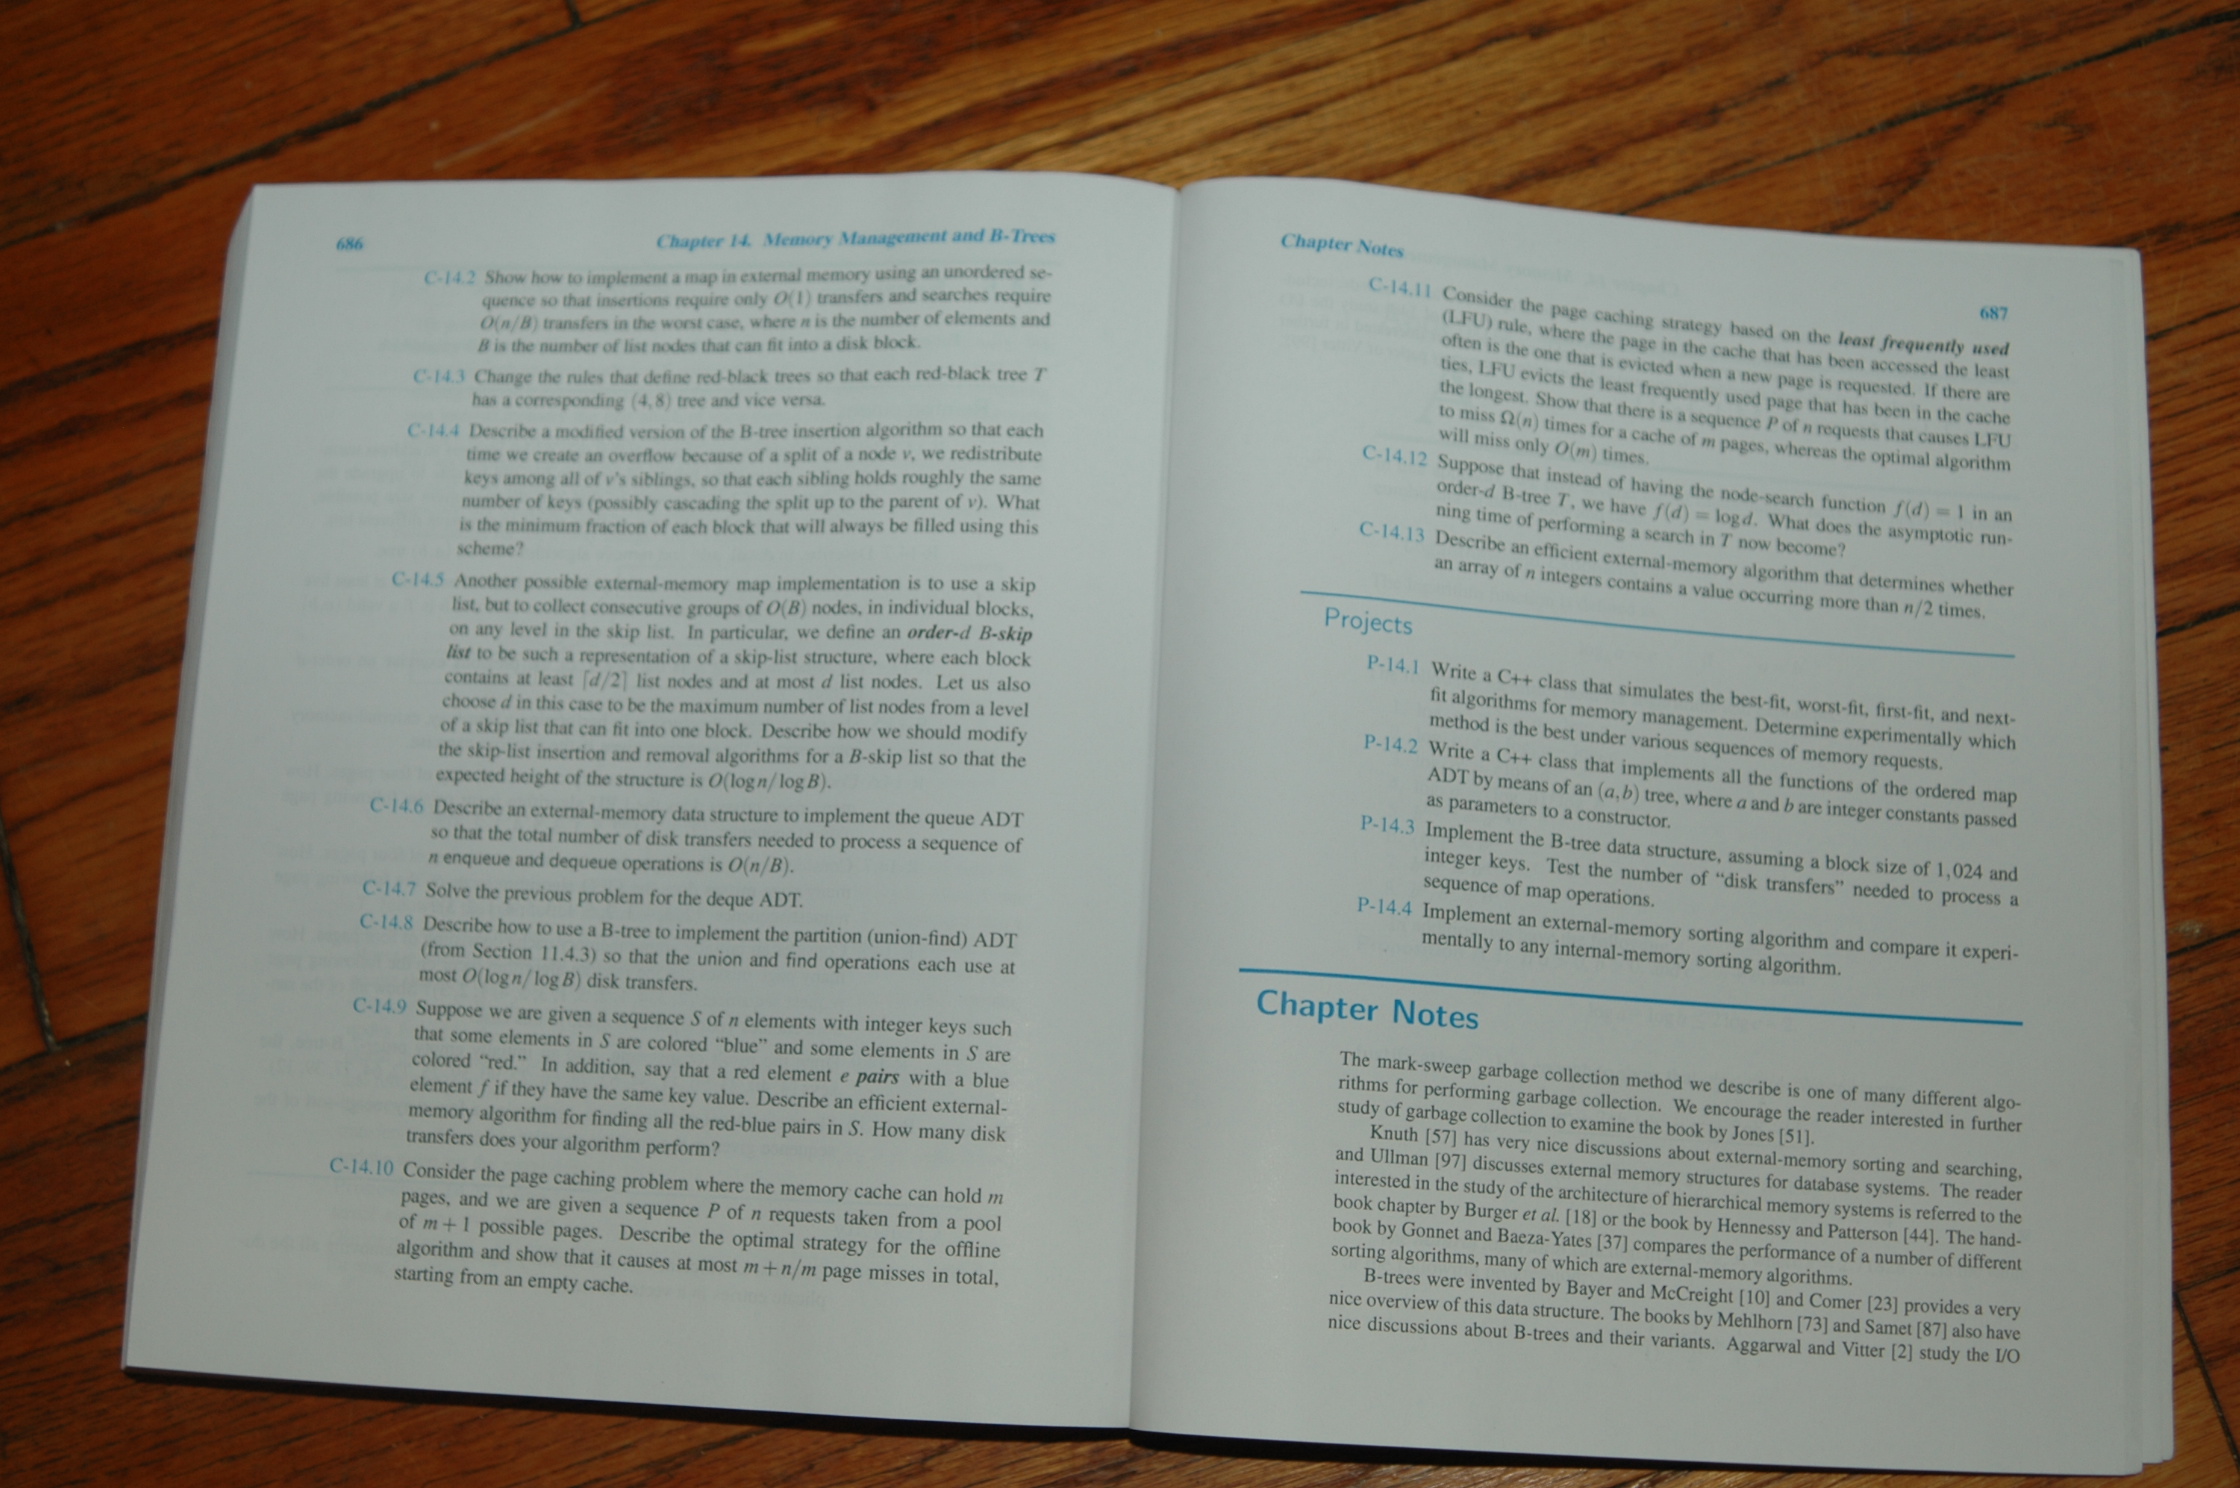 686
Chapter 14. Memory Management and B-Trees
C-14.2 Show how to implement a map in external memory using an unordered se-
quence so that insertions require only O(1) transfers and searches require
O(n/B) transfers in the worst case, where n is the number of elements and
B is the number of list nodes that can fit into a disk block.
C-14.3 Change the rules that define red-black trees so that each red-black tree T
has a corresponding (4,8) tree and vice versa.
C-14.4 Describe a modified version of the B-tree insertion algorithm so that each
time we create an overflow because of a split of a node v, we redistribute
keys among all of v's siblings, so that each sibling holds roughly the same
number of keys (possibly cascading the split up to the parent of v). What
is the minimum fraction of each block that will always be filled using this
scheme?
C-14.5 Another possible external-memory map implementation is to use a skip
list, but to collect consecutive groups of O(B) nodes, in individual blocks,
on any level in the skip list. In particular, we define an order-d B-skip
list to be such a representation of a skip-list structure, where each block
contains at least ⌈d/2⌉ list nodes and at most d list nodes. Let us also
choose d in this case to be the maximum number of list nodes from a level
of a skip list that can fit into one block. Describe how we should modify
the skip-list insertion and removal algorithms for a B-skip list so that the
expected height of the structure is O(log n/ log B).
C-14.6 Describe an external-memory data structure to implement the queue ADT
so that the total number of disk transfers needed to process a sequence of
n enqueue and dequeue operations is O(n/B).
C-14.7 Solve the previous problem for the deque ADT.
C-14.8 Describe how to use a B-tree to implement the partition (union-find) ADT
(from Section 11.4.3) so that the union and find operations each use at
most O(log n/ log B) disk transfers.
C-14.9 Suppose we are given a sequence S of n elements with integer keys such
that some elements in S are colored “blue” and some elements in S are
colored “red.” In addition, say that a red element e pairs with a blue
element f if they have the same key value. Describe an efficient external-
memory algorithm for finding all the red-blue pairs in S. How many disk
transfers does your algorithm perform?
C-14.10 Consider the page caching problem where the memory cache can hold m
pages, and we are given a sequence P of n requests taken from a pool
of m + 1 possible pages. Describe the optimal strategy for the offline
algorithm and show that it causes at most m + n/m page misses in total,
starting from an empty cache.
Chapter Notes
687
C-14.11 Consider the page caching strategy based on the least frequently used
(LFU) rule, where the page in the cache that has been accessed the least
often is the one that is evicted when a new page is requested. If there are
ties, LFU evicts the least frequently used page that has been in the cache
the longest. Show that there is a sequence P of n requests that causes LFU
to miss Ω(n) times for a cache of m pages, whereas the optimal algorithm
will miss only O(m) times.
C-14.12 Suppose that instead of having the node-search function f(d) = 1 in an
order-d B-tree T, we have f(d) = log d. What does the asymptotic run-
ning time of performing a search in T now become?
C-14.13 Describe an efficient external-memory algorithm that determines whether
an array of n integers contains a value occurring more than n/2 times.
Projects
P-14.1 Write a C++ class that simulates the best-fit, worst-fit, first-fit, and next-
fit algorithms for memory management. Determine experimentally which
method is the best under various sequences of memory requests.
P-14.2 Write a C++ class that implements all the functions of the ordered map
ADT by means of an (a,b) tree, where a and b are integer constants passed
as parameters to a constructor.
P-14.3 Implement the B-tree data structure, assuming a block size of 1,024 and
integer keys. Test the number of “disk transfers” needed to process a
sequence of map operations.
P-14.4 Implement an external-memory sorting algorithm and compare it experi-
mentally to any internal-memory sorting algorithm.
Chapter Notes
The mark-sweep garbage collection method we describe is one of many different algo-
rithms for performing garbage collection. We encourage the reader interested in further
study of garbage collection to examine the book by Jones [51].
Knuth [57] has very nice discussions about external-memory sorting and searching,
and Ullman [97] discusses external memory structures for database systems. The reader
interested in the study of the architecture of hierarchical memory systems is referred to the
book chapter by Burger et al. [18] or the book by Hennessy and Patterson [44]. The hand-
book by Gonnet and Baeza-Yates [37] compares the performance of a number of different
sorting algorithms, many of which are external-memory algorithms.
B-trees were invented by Bayer and McCreight [10] and Comer [23] provides a very
nice overview of this data structure. The books by Mehlhorn [73] and Samet [87] also have
nice discussions about B-trees and their variants. Aggarwal and Vitter [2] study the I/O